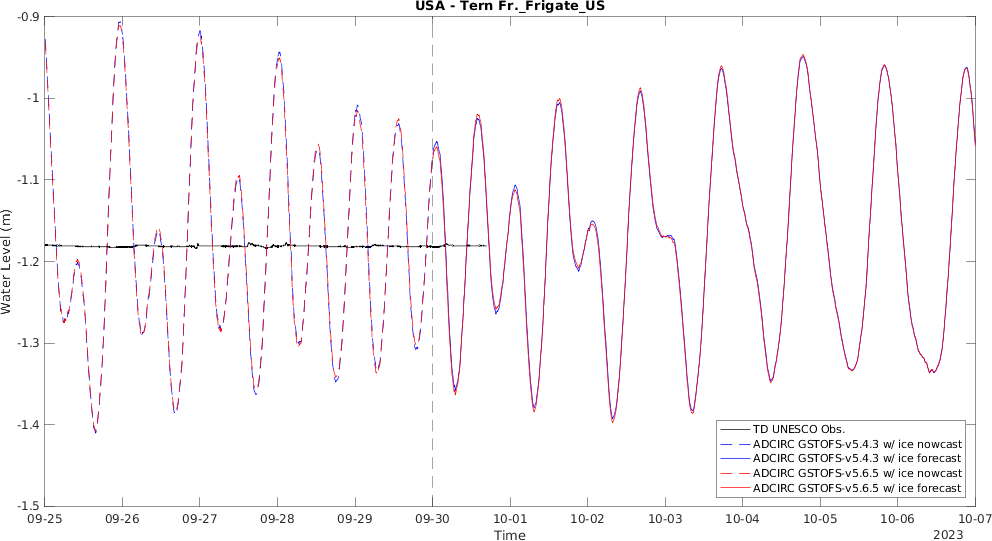 USA - Tern Fr._Frigate_US
Water Level (m)
-0.9
-1
-1.1
-1.2
-1.3
-1.4
-1.5
TD UNESCO Obs.
ADCIRC GSTOFS-v5.4.3 w/ ice nowcast
ADCIRC GSTOFS-v5.4.3 w/ ice forecast
ADCIRC GSTOFS-v5.6.5 w/ ice nowcast
ADCIRC GSTOFS-v5.6.5 w/ ice forecast
09-25 09-26 09-27 09-28 09-29 09-30 10-01 10-02 10-03 10-04 10-05 10-06 10-07
Time
2023